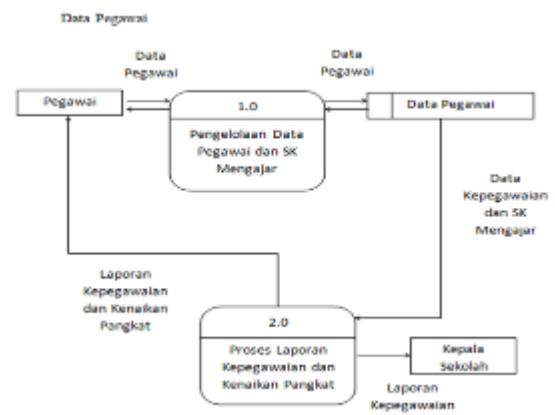 Data Pegawai
Data
Pegawai
Data
Pegawai
Pegawai
1.0
Data Pegawai
Pengelolaan Data
Pegawai dan SK
Mengajar
Data
Kepegawaian
dan SK
Mengajar
Laporan
Kepegawaian
dan Kenaikan
Pangkat
2.0
Proses Laporan
Kepegawaian dan
Kenaikan Pangkat
Kepala
Sekolah
Laporan
Kepegawaian